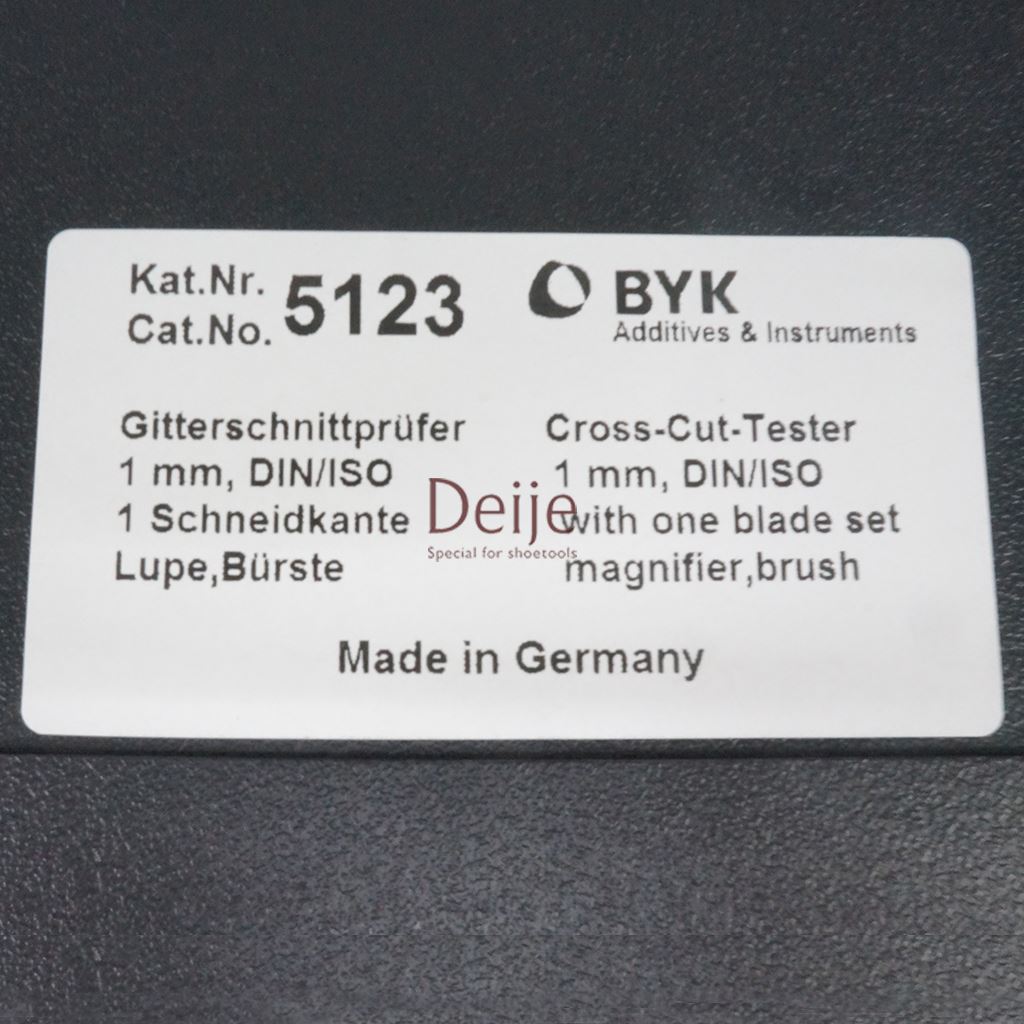 Kat.Nr.
Cat.No.
5123
BYK
Additives & Instruments
Gitterschnittprüfer
1 mm, DIN/ISO
1 Schneidkante
Lupe,Bürste
Cross-Cut-Tester
1 mm, DIN/ISO
with one blade set
magnifier,brush
Deije
Special for shoetools
Made in Germany